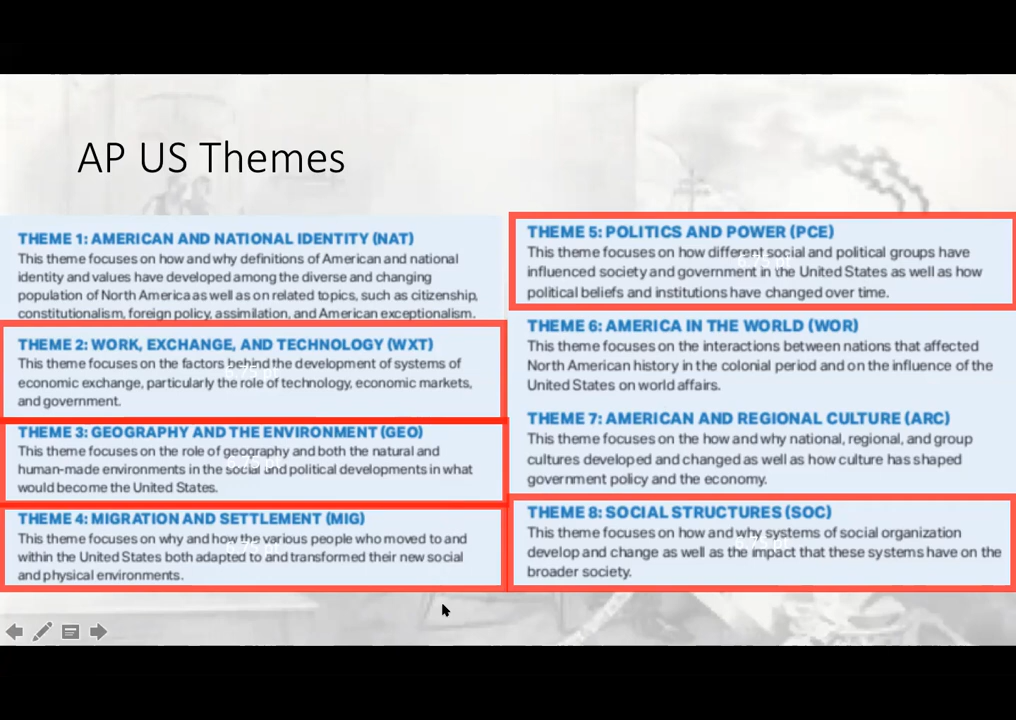 AP US Themes
THEME 1: AMERICAN AND NATIONAL IDENTITY (NAT)
This theme focuses on how and why definitions of American and national
identity and values have developed among the diverse and changing
population of North America as well as on related topics, such as citizenship,
constitutionalism, foreign policy, assimilation, and American exceptionalism.
THEME 2: WORK, EXCHANGE, AND TECHNOLOGY (WXT)
This theme focuses on the factors behind the development of systems of
economic exchange, particularly the role of technology, economic markets,
and government.
THEME 3: GEOGRAPHY AND THE ENVIRONMENT (GEO)
This theme focuses on the role of geography and both the natural and
human-made environments in the social and political developments in what
would become the United States.
THEME 4: MIGRATION AND SETTLEMENT (MIG)
This theme focuses on why and how the various people who moved to and
within the United States both adapted to and transformed their new social
and physical environments.
THEME 5: POLITICS AND POWER (PCE)
This theme focuses on how different social and political groups have
influenced society and government in the United States as well as how
political beliefs and institutions have changed over time.
THEME 6: AMERICA IN THE WORLD (WOR)
This theme focuses on the interactions between nations that affected
North American history in the colonial period and on the influence of the
United States on world affairs.
THEME 7: AMERICAN AND REGIONAL CULTURE (ARC)
This theme focuses on the how and why national, regional, and group
cultures developed and changed as well as how culture has shaped
government policy and the economy.
THEME 8: SOCIAL STRUCTURES (SOC)
This theme focuses on how and why systems of social organization
develop and change as well as the impact that these systems have on the
broader society.